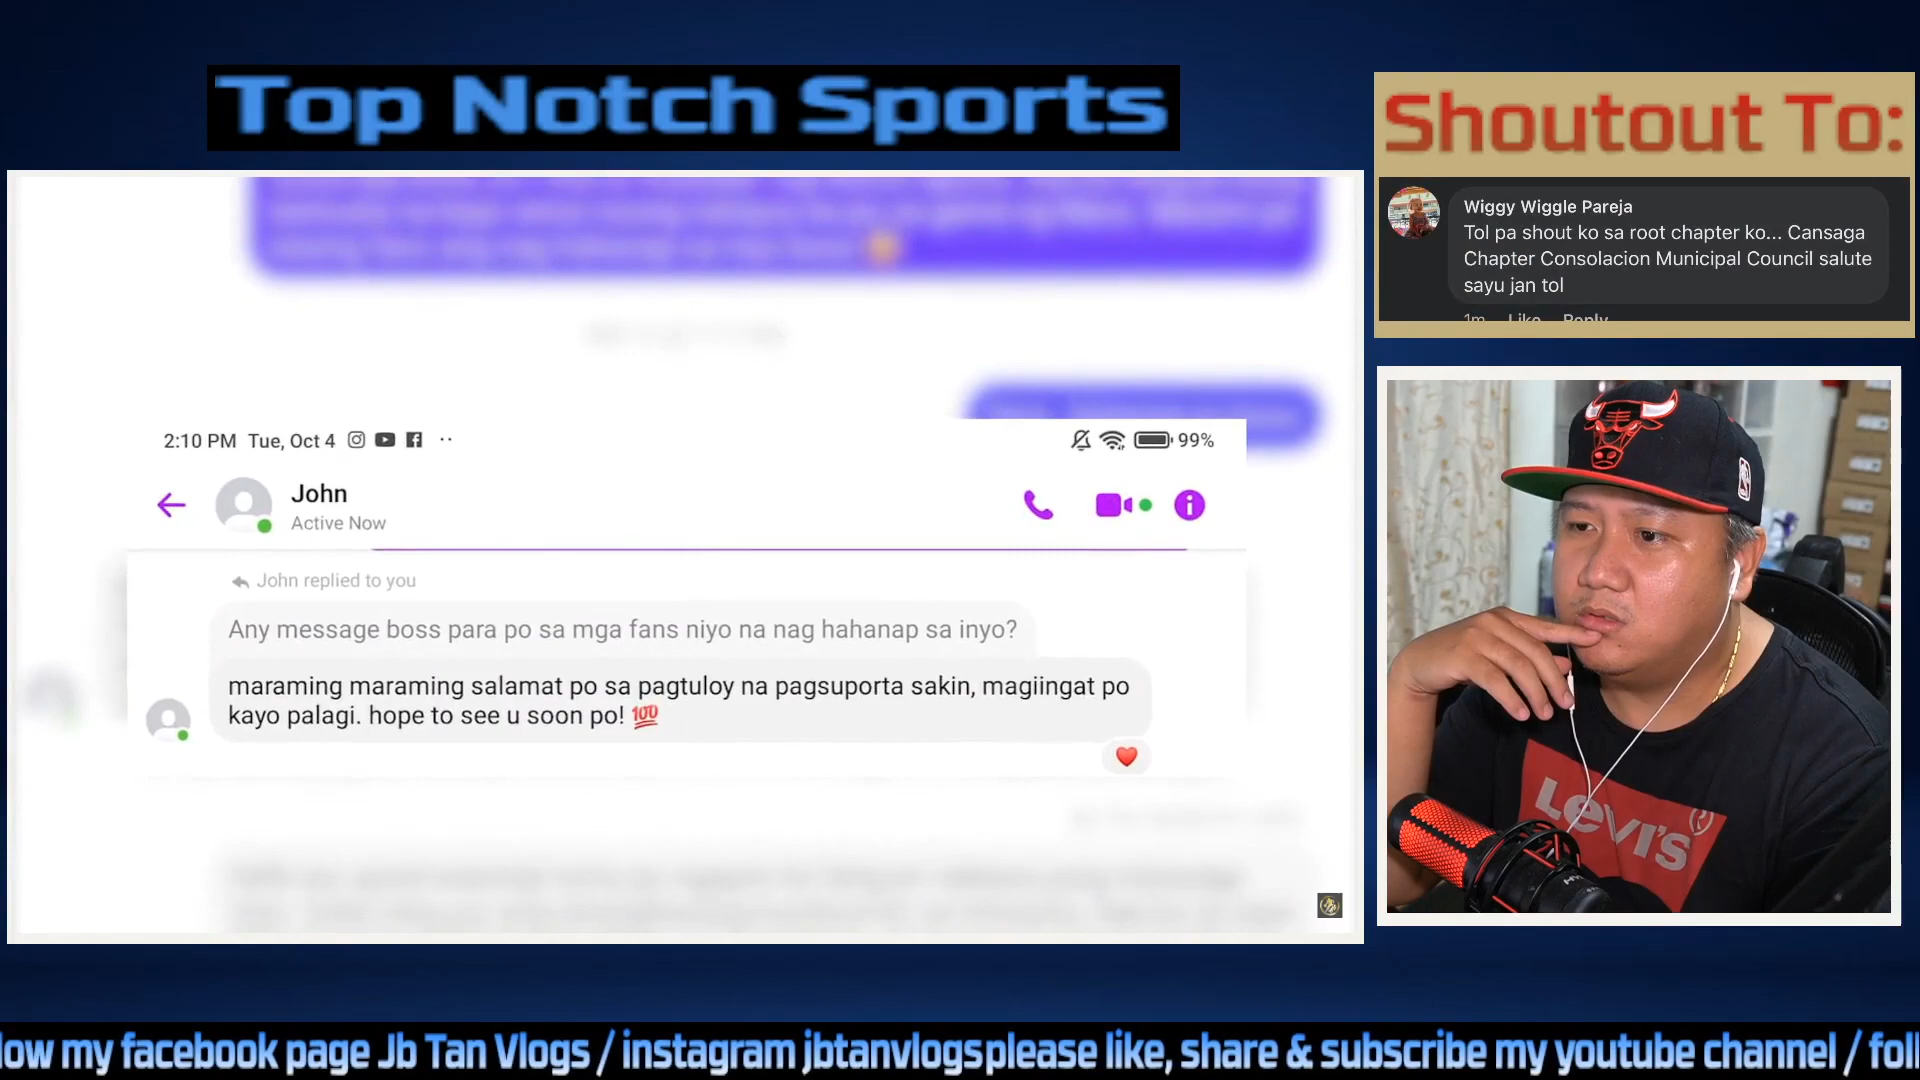 Top Notch Sports
Shoutout To:
Wiggy Wiggle Pareja
Tol pa shout ko sa root chapter ko... Cansaga
Chapter Consolacion Municipal Council salute
sayu jan tol
1m Like Reply
2:10 PM Tue, Oct 4
99%
John
Active Now
John replied to you
Any message boss para po sa mga fans niyo na nag hahanap sa inyo?
maraming maraming salamat po sa pagtuloy na pagsuporta sakin, magiingat po
kayo palagi. hope to see u soon po! 💯
LEVI'S
low my facebook page Jb Tan Vlogs / instagram jbtanvlogsplease like, share & subscribe my youtube channel / foll